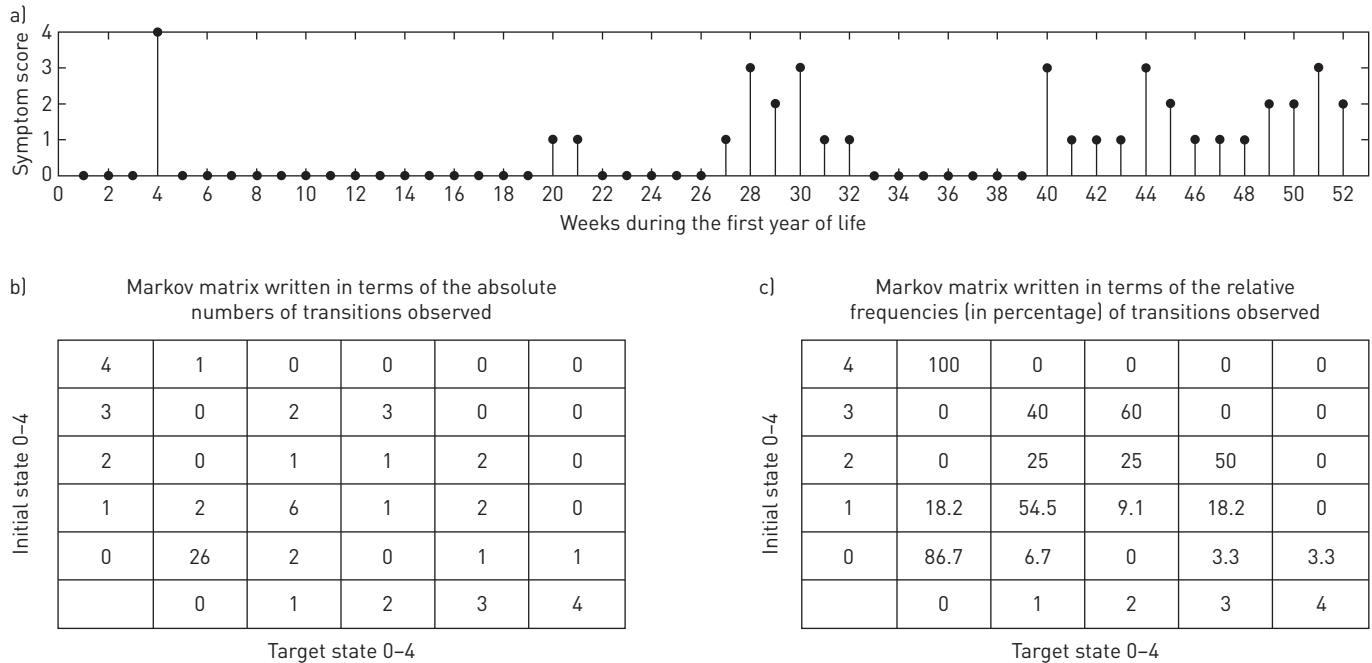 a)
4
3
2
1
0
Symptom score
0 2 4 6 8 10 12 14 16 18 20 22 24 26 28 30 32 34 36 38 40 42 44 46 48 50 52
Weeks during the first year of life
b)
Markov matrix written in terms of the absolute
numbers of transitions observed
Initial state 0–4
4 1 0 0 0 0
3 0 2 3 0 0
2 0 1 1 2 0
1 2 6 1 2 0
0 26 2 0 1 1
0 1 2 3 4
Target state 0–4
c)
Markov matrix written in terms of the relative
frequencies (in percentage) of transitions observed
Initial state 0–4
4 100 0 0 0 0
3 0 40 60 0 0
2 0 25 25 50 0
1 18.2 54.5 9.1 18.2 0
0 86.7 6.7 0 3.3 3.3
0 1 2 3 4
Target state 0–4